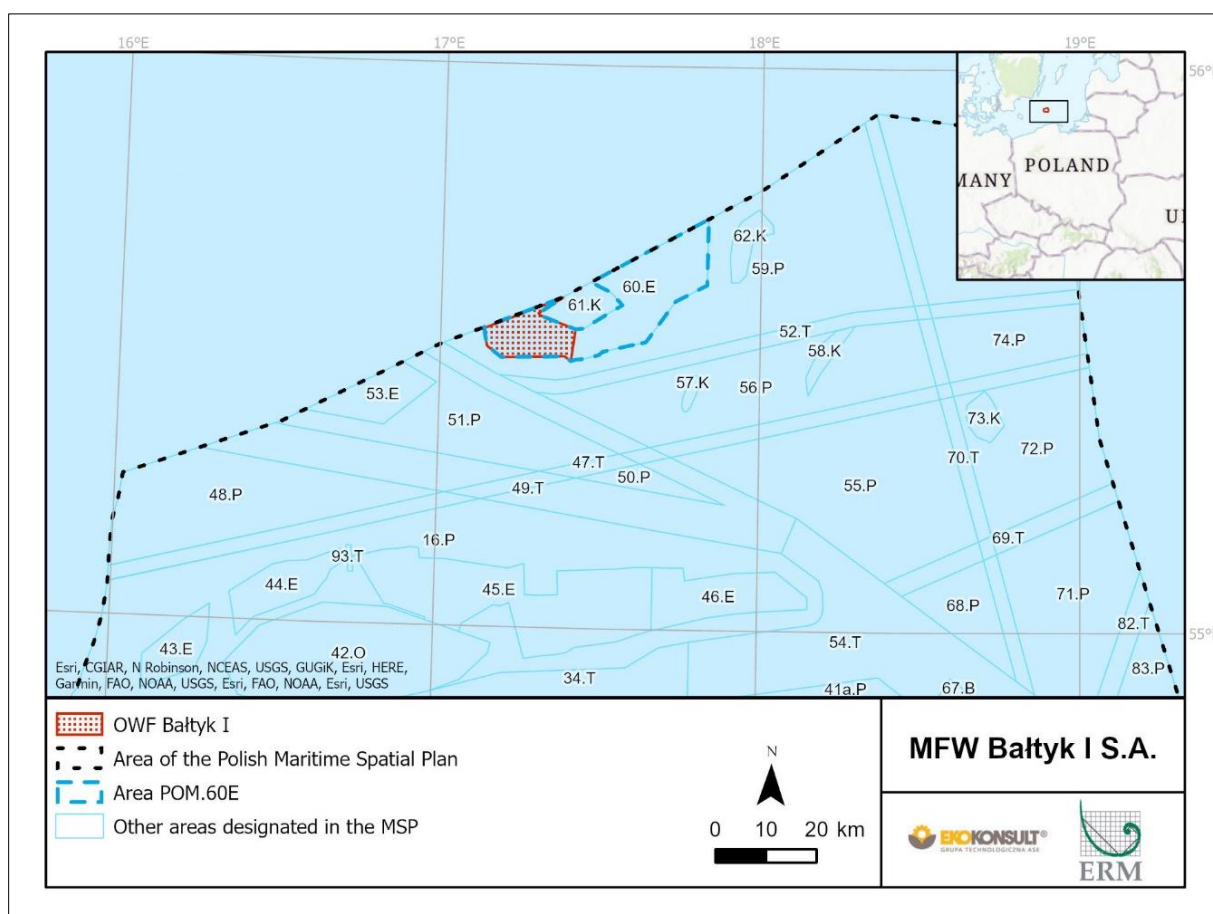 16°E 17°E 18°E 19°E
56°
POLAND
62.K
59.P
60.E
61.K
52.T
74.P
58.K
53.E
57.K
56.P
51.P
73.K
72.P
47.T
70.T
50.P
49.T
55.P
48.P
16.P
69.T
93.T
44.E
45.E
46.E
71.P
68.P
82.T
43.E
42.O
54.T
55°
83.P
34.T
41a.P
67.B
Esri, CGIAR, N Robinson, NCEAS, USGS, GUGiK, Esri, HERE,
Garmin, FAO, NOAA, USGS, Esri, FAO, NOAA, Esri, USGS
OWF Bałtyk I
Area of the Polish Maritime Spatial Plan
Area POM.60E
Other areas designated in the MSP
N
0 10 20 km
MFW Bałtyk I S.A.
EKOKONSULT®
GRUPA TECHNOLOGICZNA ASE
ERM